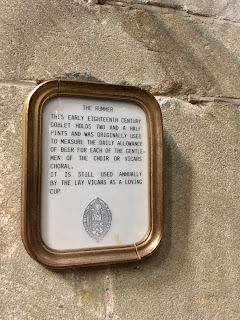 THE RUMMER
THIS EARLY EIGHTEENTH CENTURY
GOBLET HOLDS TWO AND A HALF
PINTS AND WAS ORIGINALLY USED
TO MEASURE THE DAILY ALLOWANCE
OF BEER FOR EACH OF THE GENTLE-
MEN OF THE CHOIR OR VICARS
CHORAL.
IT IS STILL USED ANNUALLY
BY THE LAY VICARS AS A LOVING
CUP